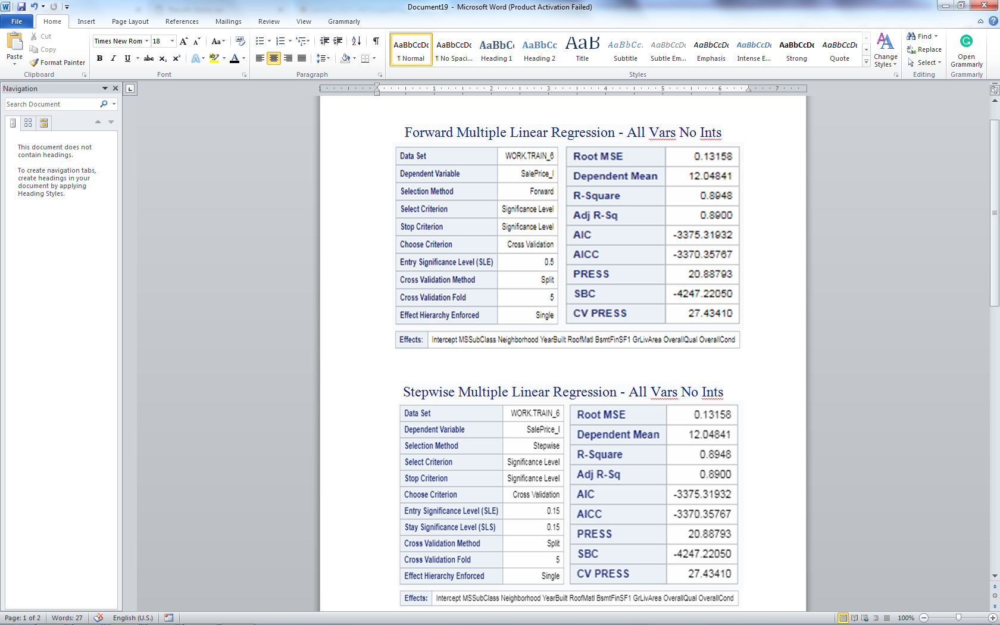 Document19 - Microsoft Word (Product Activation Failed)
File Home Insert Page Layout References Mailings Review View Grammarly
Paste Cut Copy Format Painter
Clipboard
Times New Rom 18
Font
Paragraph
AaBbCcDc AaBbCcDc AaBbCc AaBbCc AaB AaBbCc. AaBbCcDc AaBbCcDc AaBbCcDc AaBbCcDc AaBbCcDc
¶ Normal ¶ No Spaci... Heading 1 Heading 2 Title Subtitle Subtle Em... Emphasis Intense E... Strong Quote
Styles
Change Styles
Find
Replace
Select
Editing
Open Grammarly
Grammarly
Navigation
Search Document
This document does not
contain headings.
To create navigation tabs,
create headings in your
document by applying
Heading Styles.
1 1 2 3 4 5 6 7
Forward Multiple Linear Regression - All Vars No Ints
Data Set WORK.TRAIN_6
Dependent Variable SalePrice_l
Selection Method Forward
Select Criterion Significance Level
Stop Criterion Significance Level
Choose Criterion Cross Validation
Entry Significance Level (SLE) 0.5
Cross Validation Method Split
Cross Validation Fold 5
Effect Hierarchy Enforced Single
Root MSE 0.13158
Dependent Mean 12.04841
R-Square 0.8948
Adj R-Sq 0.8900
AIC -3375.31932
AICC -3370.35767
PRESS 20.88793
SBC -4247.22050
CV PRESS 27.43410
Effects: Intercept MSSubClass Neighborhood YearBuilt RoofMatl BsmtFinSF1 GrLivArea OverallQual OverallCond
Stepwise Multiple Linear Regression - All Vars No Ints
Data Set WORK.TRAIN_6
Dependent Variable SalePrice_l
Selection Method Stepwise
Select Criterion Significance Level
Stop Criterion Significance Level
Choose Criterion Cross Validation
Entry Significance Level (SLE) 0.15
Stay Significance Level (SLS) 0.15
Cross Validation Method Split
Cross Validation Fold 5
Effect Hierarchy Enforced Single
Root MSE 0.13158
Dependent Mean 12.04841
R-Square 0.8948
Adj R-Sq 0.8900
AIC -3375.31932
AICC -3370.35767
PRESS 20.88793
SBC -4247.22050
CV PRESS 27.43410
Effects: Intercept MSSubClass Neighborhood YearBuilt RoofMatl BsmtFinSF1 GrLivArea OverallQual OverallCond
Page: 1 of 2 Words: 27 English (U.S.) 100%